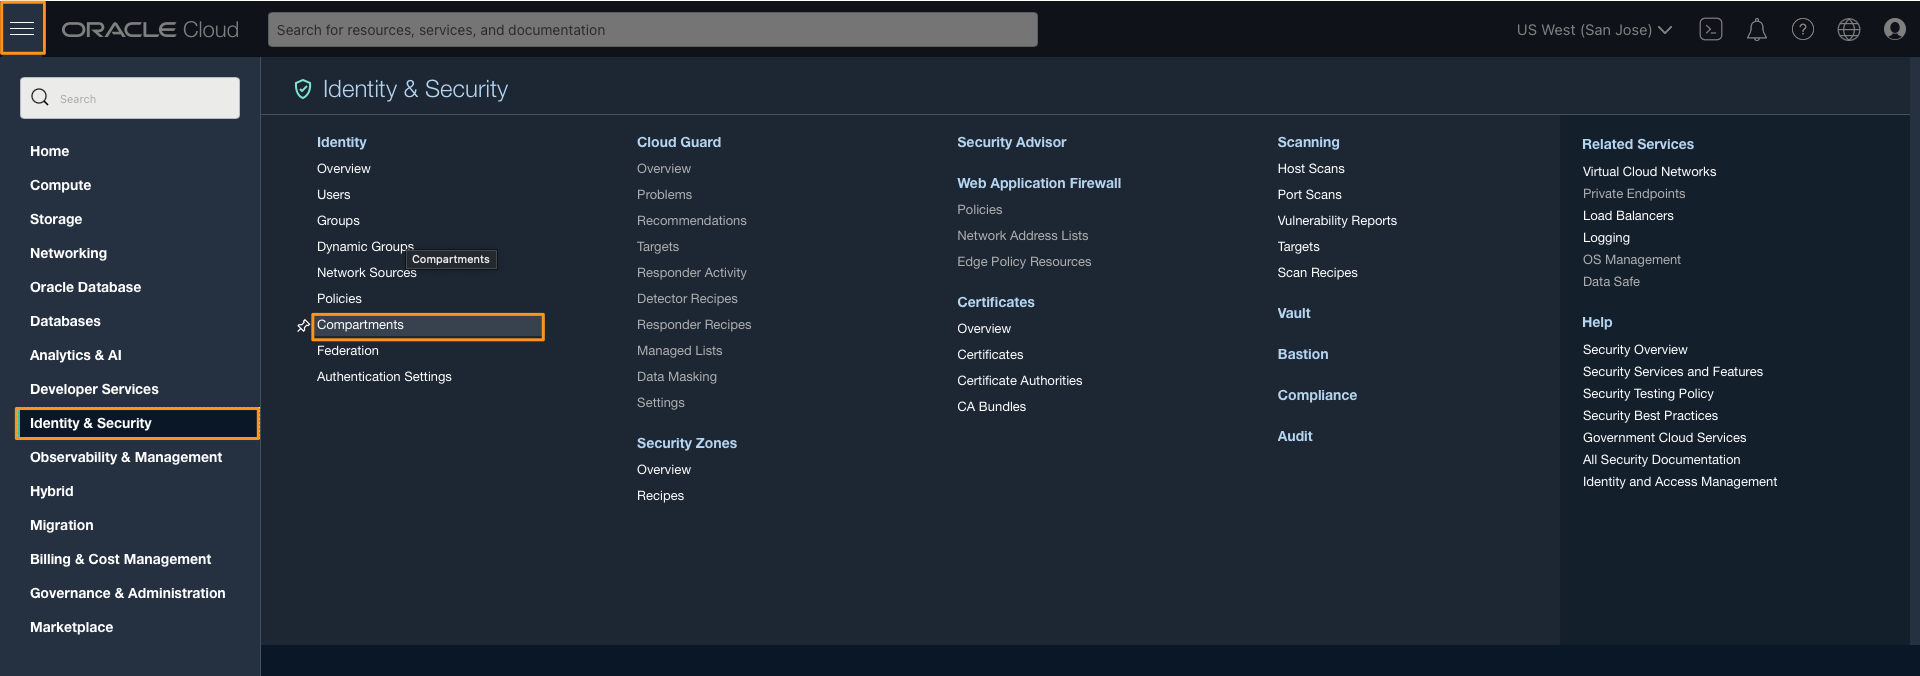 ORACLE Cloud
Search for resources, services, and documentation
US West (San Jose)
Search
Home
Compute
Storage
Networking
Oracle Database
Databases
Analytics & AI
Developer Services
Identity & Security
Observability & Management
Hybrid
Migration
Billing & Cost Management
Governance & Administration
Marketplace
Identity & Security
Identity
Overview
Users
Groups
Dynamic Groups
Compartments
Network Sources
Policies
Compartments
Federation
Authentication Settings
Cloud Guard
Overview
Problems
Recommendations
Targets
Responder Activity
Detector Recipes
Responder Recipes
Managed Lists
Data Masking
Settings
Security Zones
Overview
Recipes
Security Advisor
Web Application Firewall
Policies
Network Address Lists
Edge Policy Resources
Certificates
Overview
Certificates
Certificate Authorities
CA Bundles
Scanning
Host Scans
Port Scans
Vulnerability Reports
Targets
Scan Recipes
Vault
Bastion
Compliance
Audit
Related Services
Virtual Cloud Networks
Private Endpoints
Load Balancers
Logging
OS Management
Data Safe
Help
Security Overview
Security Services and Features
Security Testing Policy
Security Best Practices
Government Cloud Services
All Security Documentation
Identity and Access Management